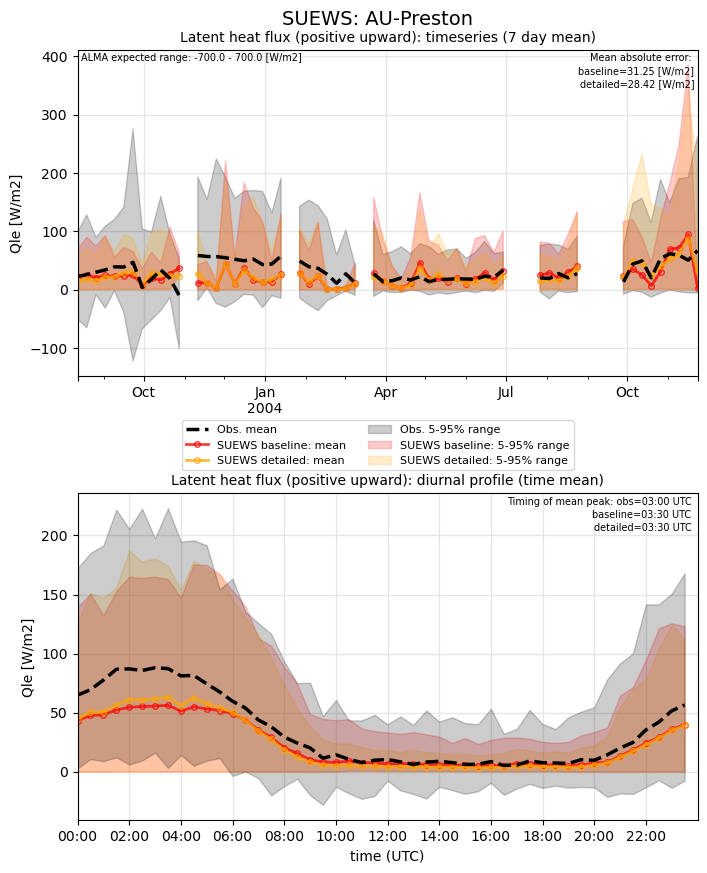 SUEWS: AU-Preston
Latent heat flux (positive upward): timeseries (7 day mean)
ALMA expected range: -700.0 - 700.0 [W/m2]
Mean absolute error:
baseline=31.25 [W/m2]
detailed=28.42 [W/m2]
Qle [W/m2]
400
300
200
100
0
−100
Oct
Jan
2004
Apr
Jul
Oct
Obs. mean
SUEWS baseline: mean
SUEWS detailed: mean
Obs. 5-95% range
SUEWS baseline: 5-95% range
SUEWS detailed: 5-95% range
Latent heat flux (positive upward): diurnal profile (time mean)
Timing of mean peak: obs=03:00 UTC
baseline=03:30 UTC
detailed=03:30 UTC
Qle [W/m2]
200
150
100
50
0
00:00 02:00 04:00 06:00 08:00 10:00 12:00 14:00 16:00 18:00 20:00 22:00
time (UTC)